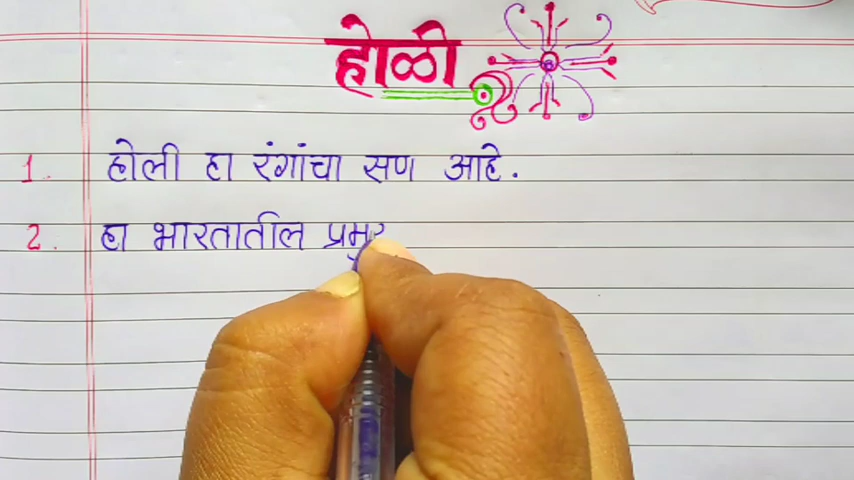 होळी
1. होली हा रंगांचा सण आहे.
2. हा भारतातील